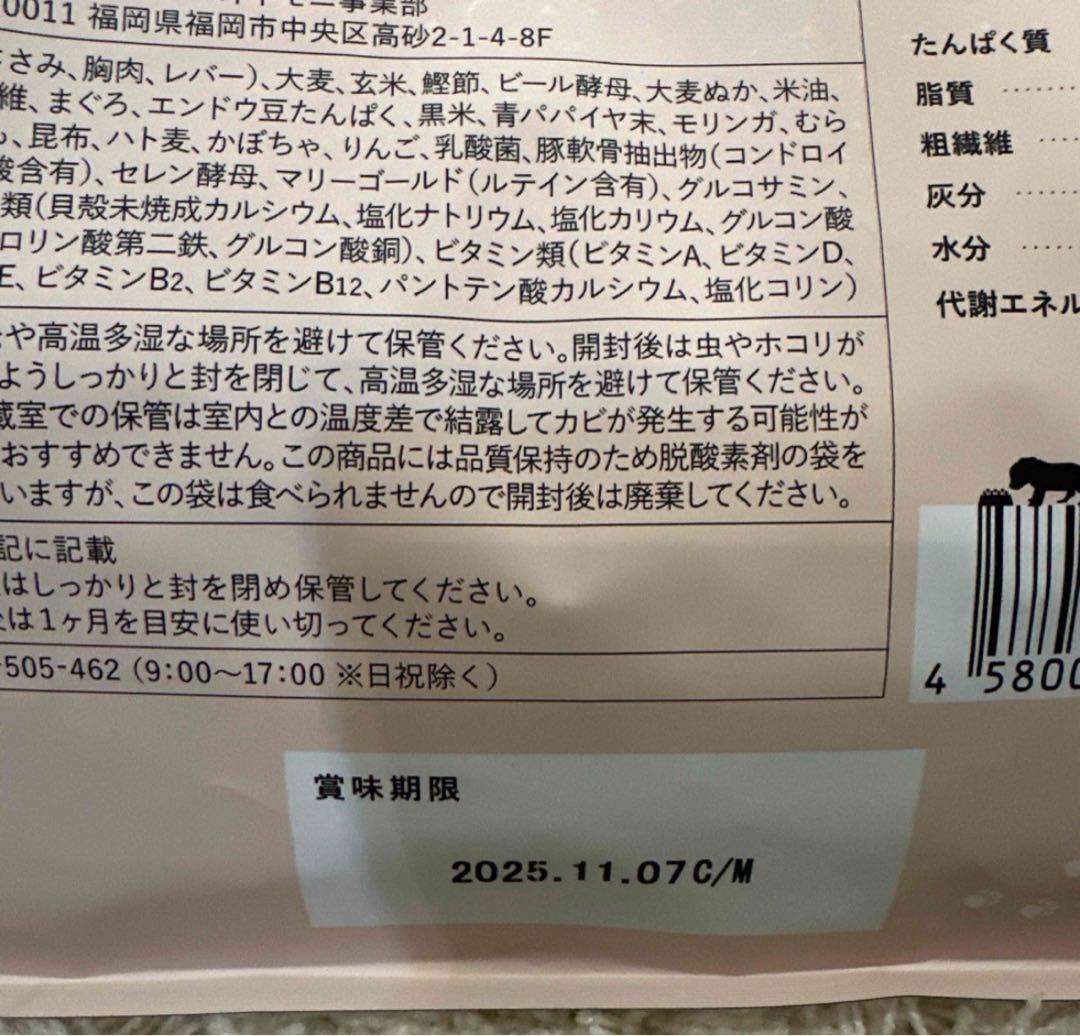 0011 福岡県福岡市中央区高砂2-1-4-8F
さみ、胸肉、レバー)、大麦、玄米、鰹節、ビール酵母、大麦ぬか、米油、
維、まぐろ、エンドウ豆たんぱく、黒米、青パパイヤ末、モリンガ、むら
、昆布、ハト麦、かぼちゃ、りんご、乳酸菌、豚軟骨抽出物(コンドロイ
酸含有)、セレン酵母、マリーゴールド(ルテイン含有)、グルコサミン、
類(貝殻未焼成カルシウム、塩化ナトリウム、塩化カリウム、グルコン酸
ロリン酸第二鉄、グルコン酸銅)、ビタミン類(ビタミンA、ビタミンD、
E、ビタミンB2、ビタミンB12、パントテン酸カルシウム、塩化コリン)
や高温多湿な場所を避けて保管ください。開封後は虫やホコリが
ようしっかりと封を閉じて、高温多湿な場所を避けて保管ください。
蔵室での保管は室内との温度差で結露してカビが発生する可能性が
おすすめできません。この商品には品質保持のため脱酸素剤の袋を
いますが、この袋は食べられませんので開封後は廃棄してください。
記に記載
はしっかりと封を閉め保管してください。
は1ヶ月を目安に使い切ってください。
505-462 (9:00〜17:00 ※日祝除く)
たんぱく質
脂質 ……
粗繊維 …
灰分 ……
水分 ……
代謝エネル
4 5800
賞味期限
2025.11.07C/M